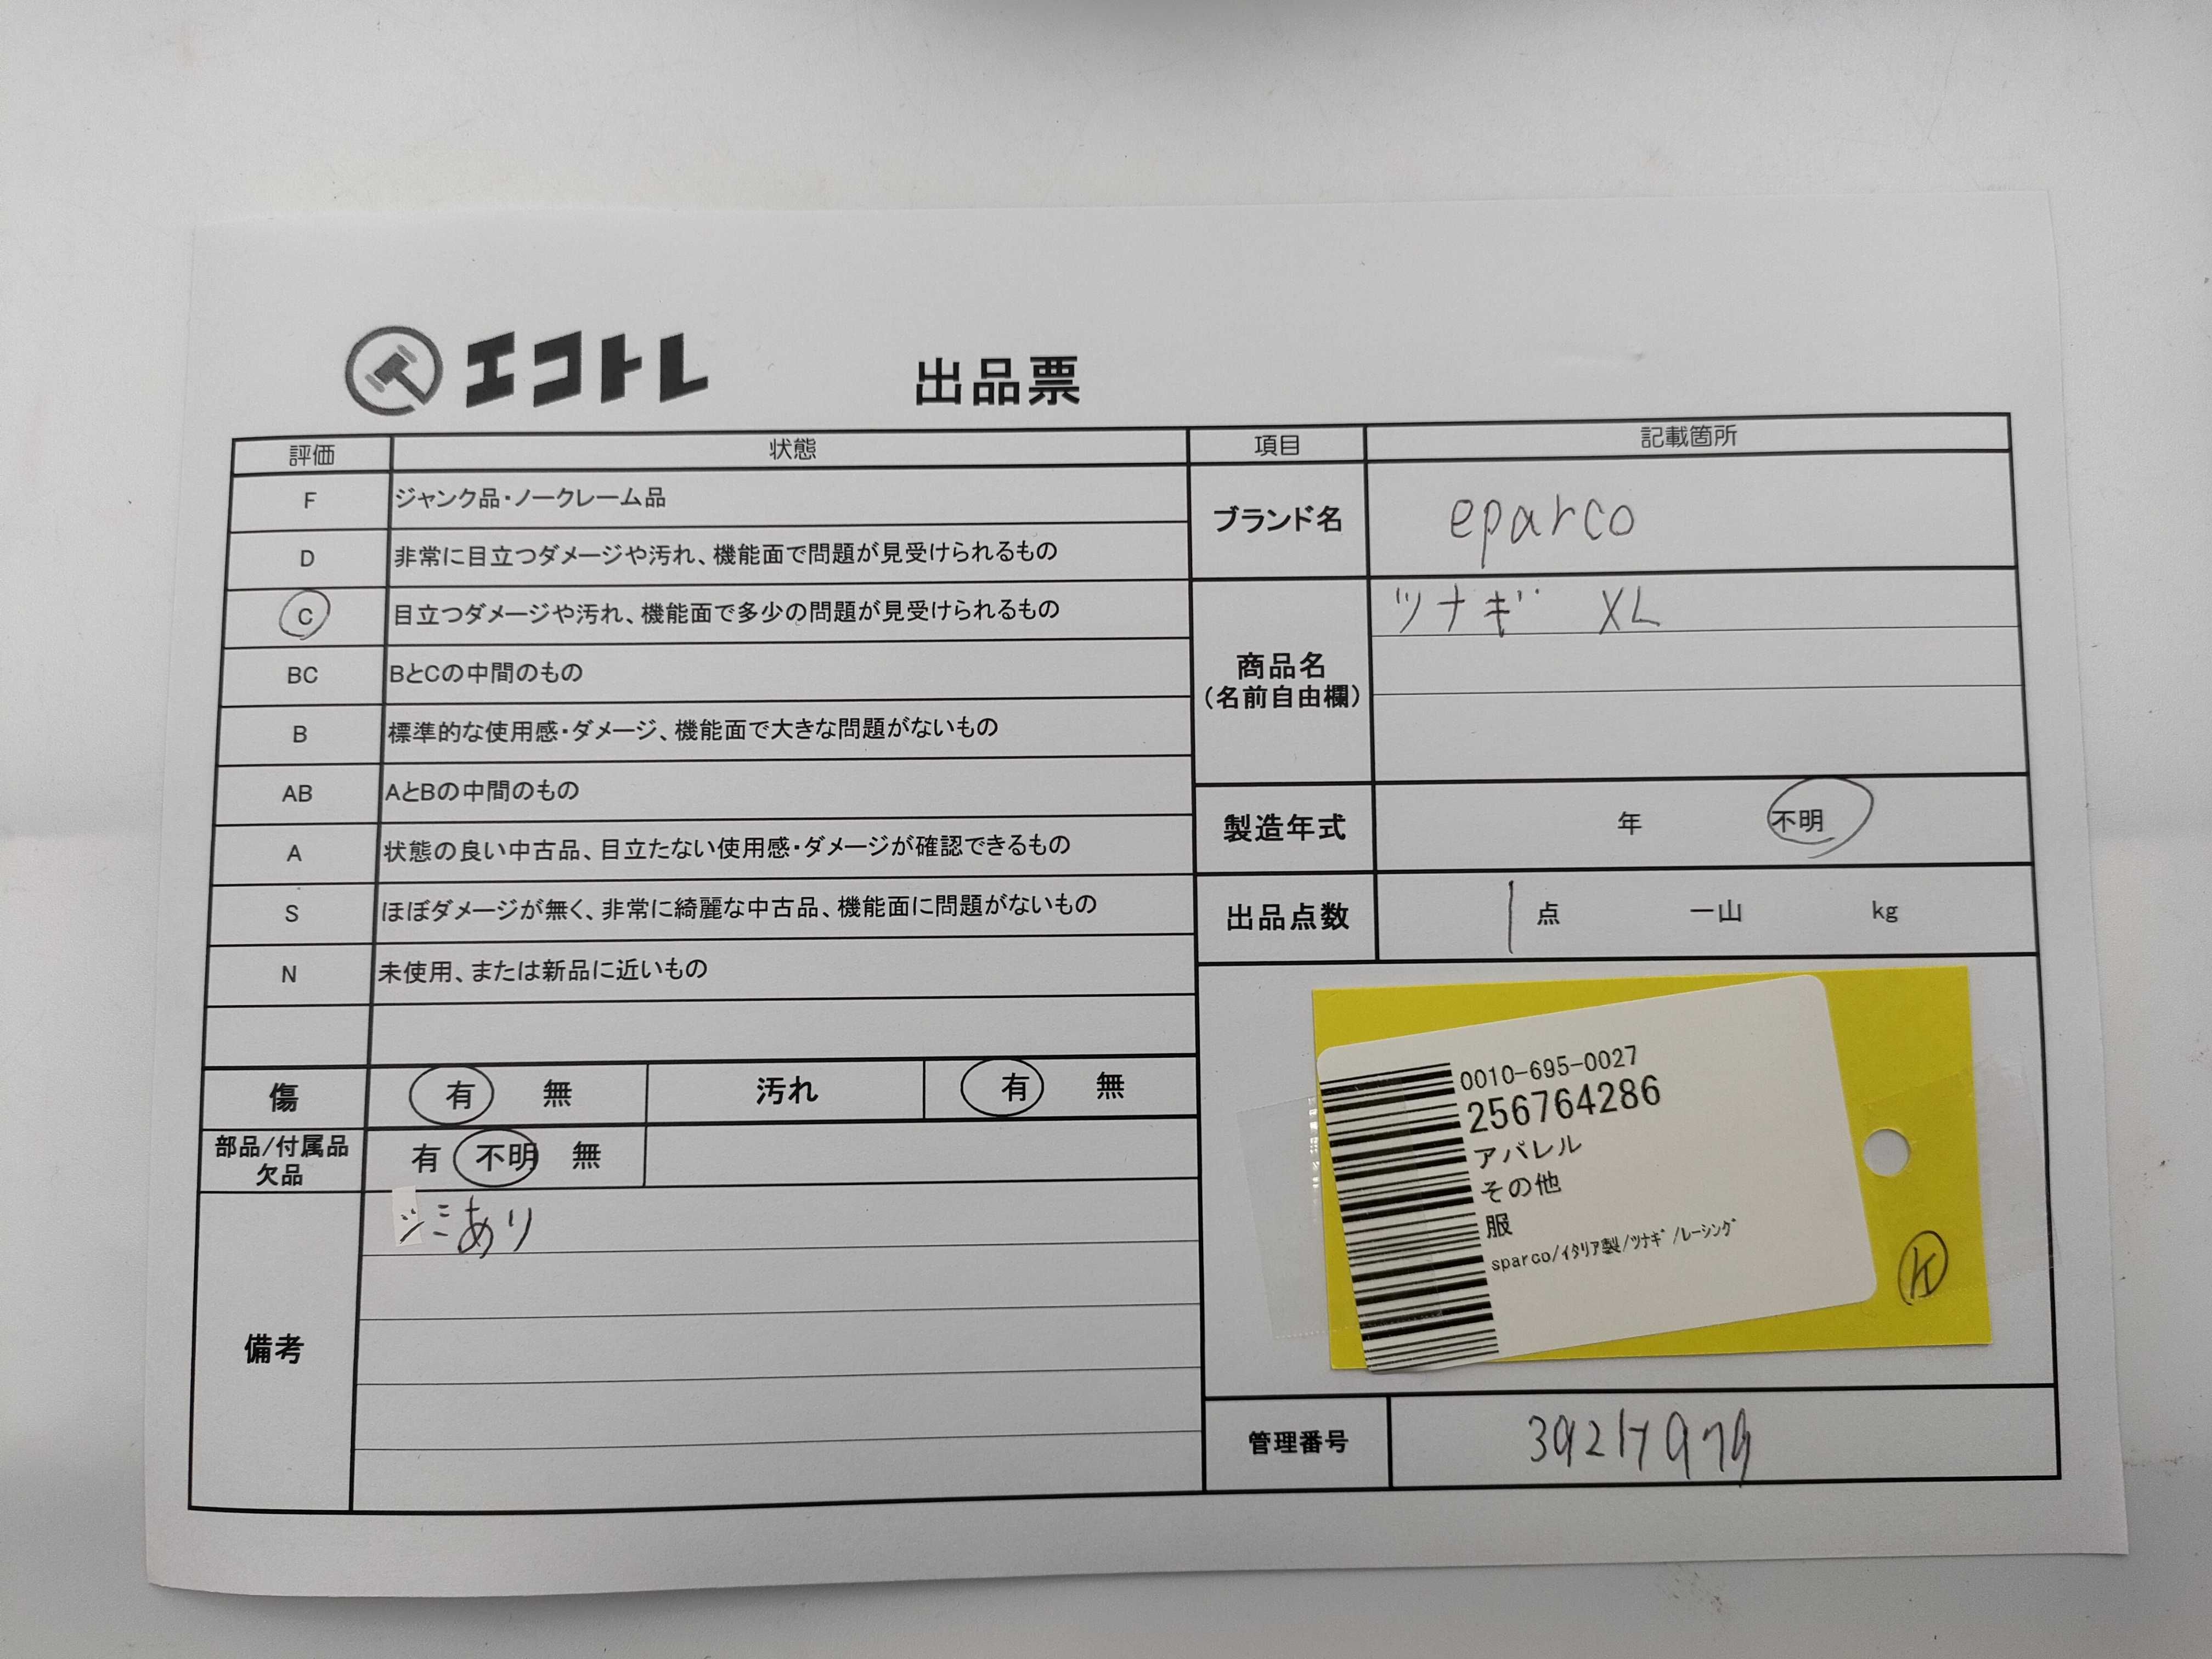 エコトレ 出品票
評価 状態
F ジャンク品・ノークレーム品
D 非常に目立つダメージや汚れ、機能面で問題が見受けられるもの
C 目立つダメージや汚れ、機能面で多少の問題が見受けられるもの
BC BとCの中間のもの
B 標準的な使用感・ダメージ、機能面で大きな問題がないもの
AB AとBの中間のもの
A 状態の良い中古品、目立たない使用感・ダメージが確認できるもの
S ほぼダメージが無く、非常に綺麗な中古品、機能面に問題がないもの
N 未使用、または新品に近いもの
傷 有 無 汚れ 有 無
部品/付属品
欠品
有 不明 無
備考
シミあり
項目 記載箇所
ブランド名 eparco
商品名
(名前自由欄)
ツナギ XL
製造年式 年 不明
出品点数 1 点 一山 kg
0010-695-0027
256764286
アパレル
その他
服
sparco/ｲﾀﾘｱ製/ﾂﾅｷﾞ/ﾚｰｼﾝｸﾞ
管理番号